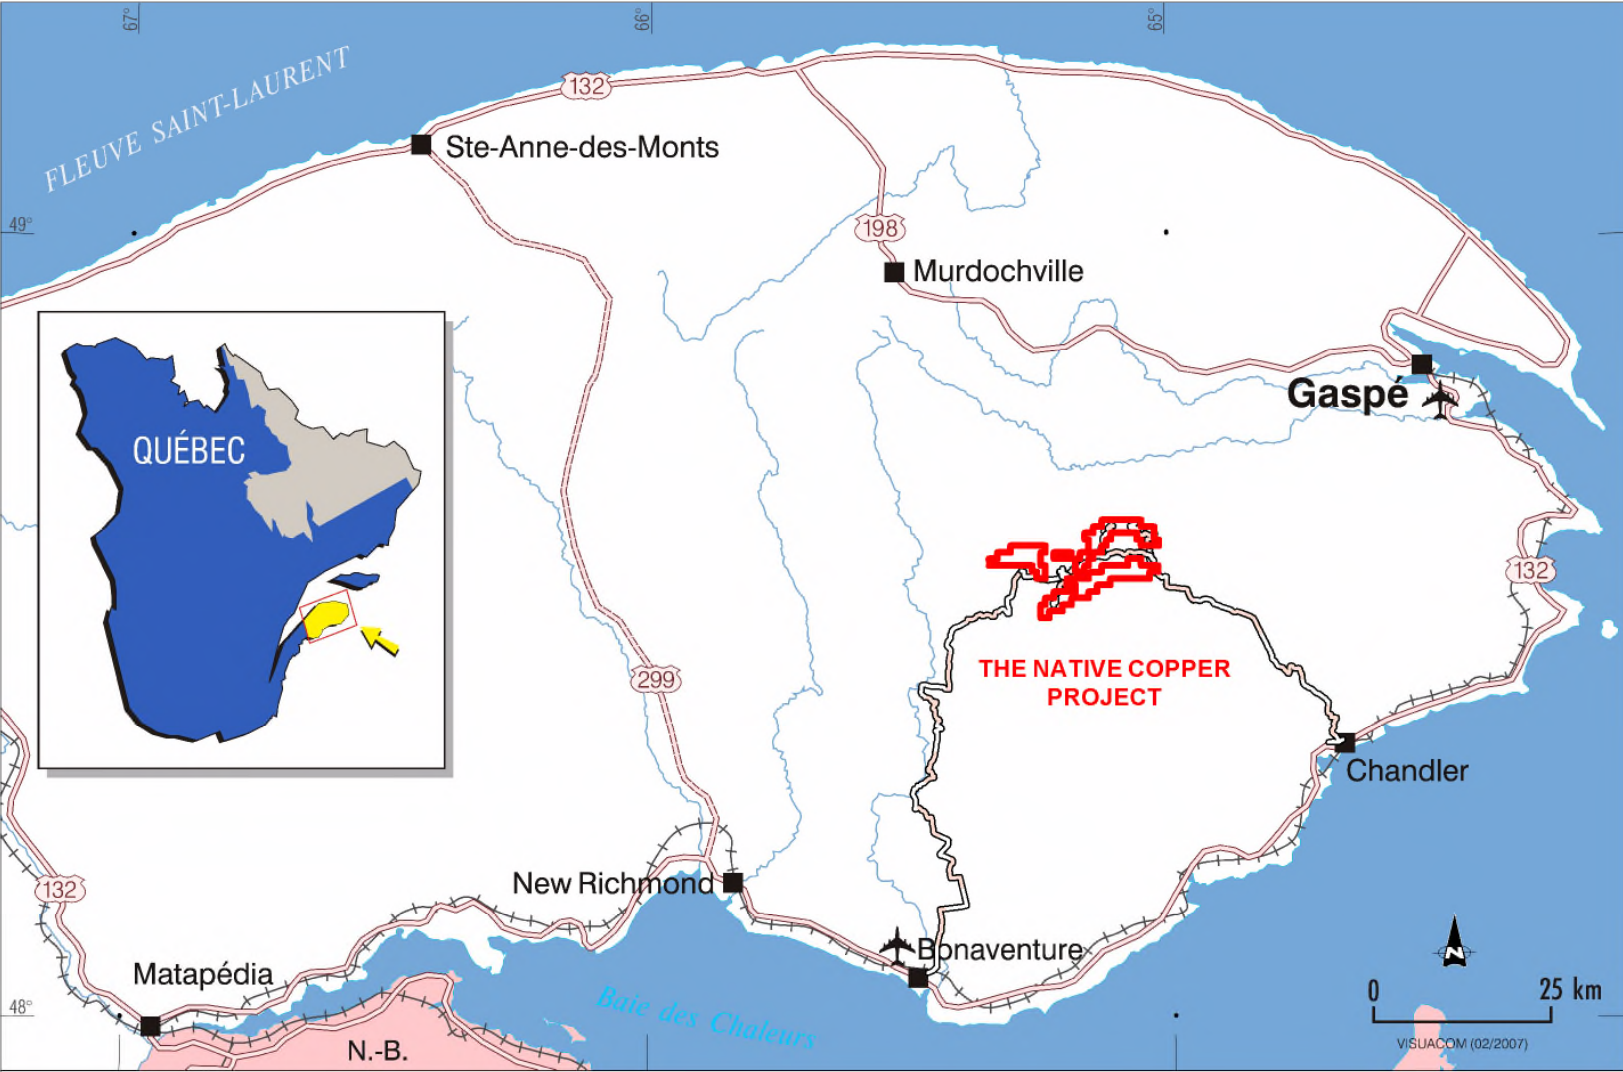 67°
66°
65°
FLEUVE SAINT-LAURENT
132
Ste-Anne-des-Monts
49°
198
Murdochville
QUÉBEC
Gaspé
132
THE NATIVE COPPER
PROJECT
299
Chandler
132
New Richmond
Bonaventure
Matapédia
N
0 25 km
48°
Baie des Chaleurs
N.-B.
VISUACOM (02/2007)